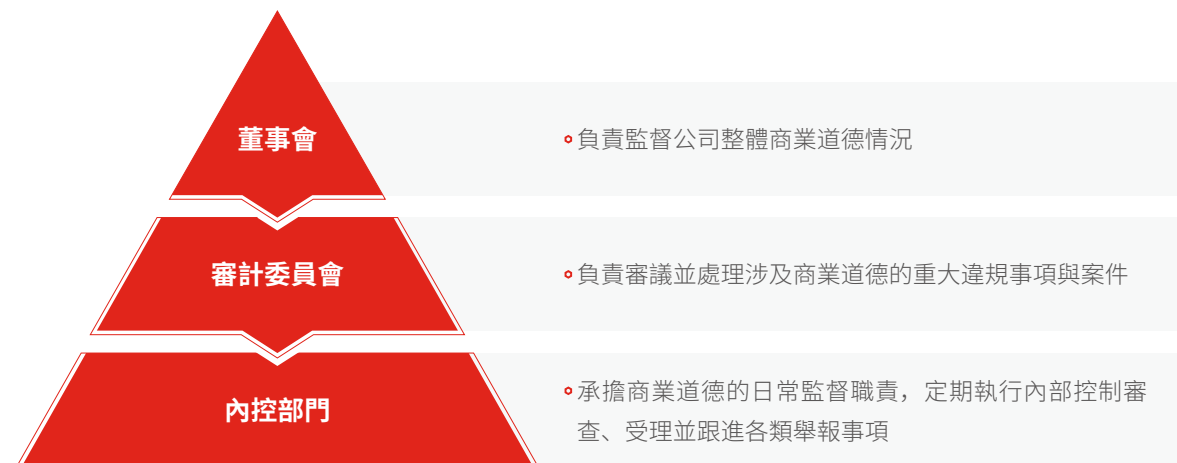 董事會
負責監督公司整體商業道德情況
審計委員會
負責審議並處理涉及商業道德的重大違規事項與案件
內控部門
承擔商業道德的日常監督職責，定期執行內部控制審
查、受理並跟進各類舉報事項